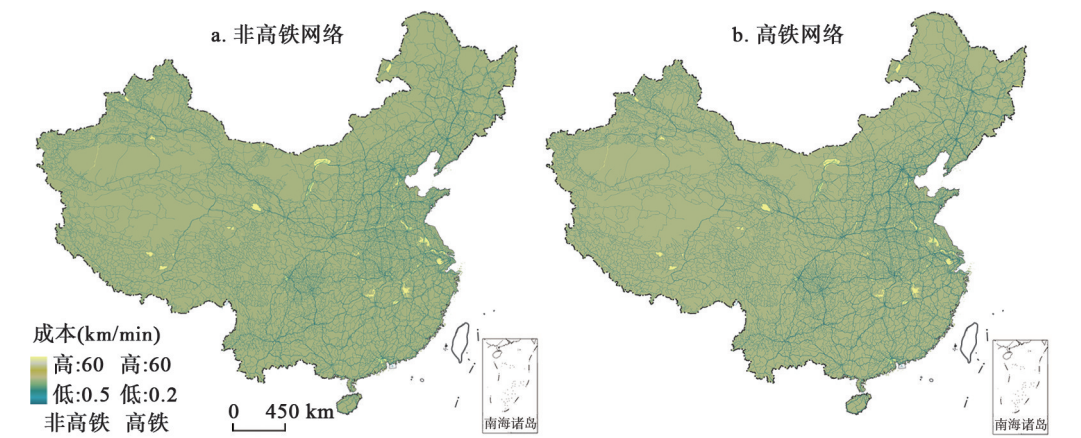 a. 非高铁网络
b. 高铁网络
成本(km/min)
高:60 高:60
低:0.5 低:0.2
非高铁 高铁
0 450 km
南海诸岛
南海诸岛